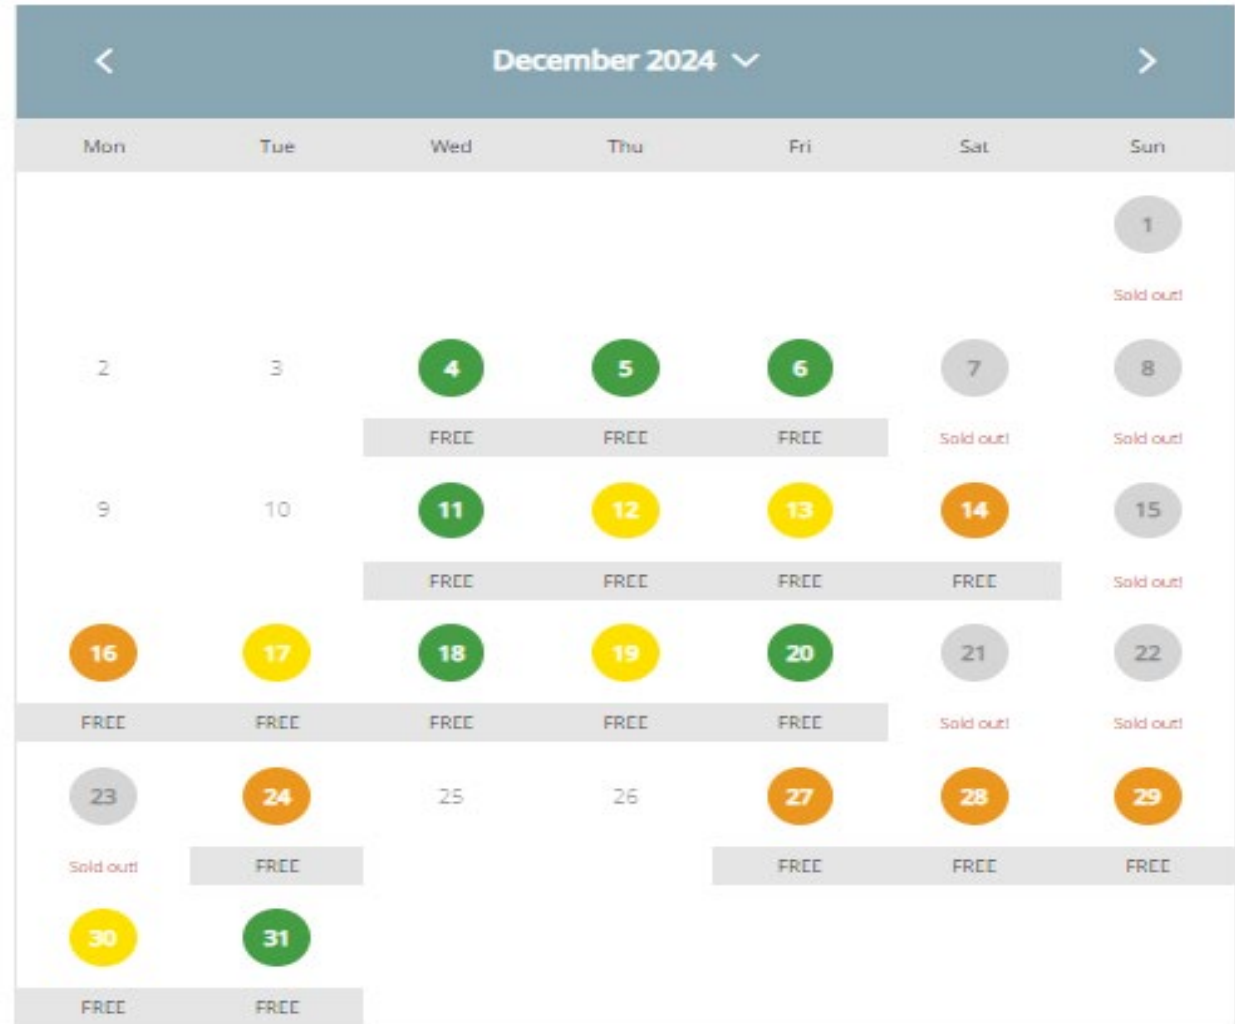 December 2024
Mon Tue Wed Thu Fri Sat Sun
1
Sold out!
2 3 4 5 6 7 8
FREE FREE FREE Sold out! Sold out!
9 10 11 12 13 14 15
FREE FREE FREE FREE Sold out!
16 17 18 19 20 21 22
FREE FREE FREE FREE FREE Sold out! Sold out!
23 24 25 26 27 28 29
Sold out! FREE FREE FREE FREE
30 31
FREE FREE